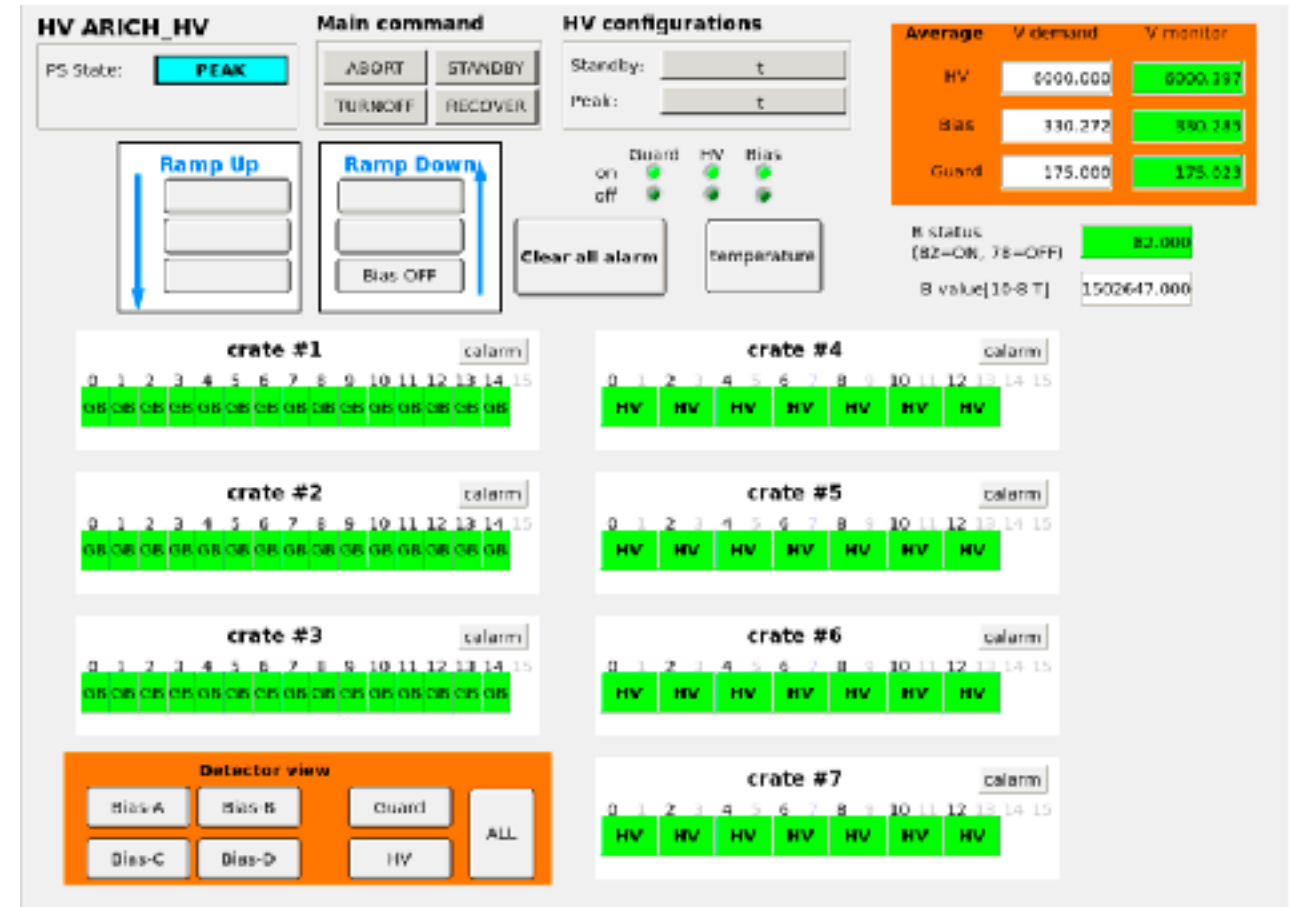 HV ARICH_HV
PS State: PEAK
Main command
ABORT STANDBY
TURNOFF RECOVER
HV configurations
Standby: t
Peak: t
Average V demand V monitor
HV 6000.000 6000.397
Bias 330.272 330.285
Guard 175.000 175.023
Ramp Up
Ramp Down
Bias OFF
Guard HV Bias
on
off
Clear all alarm
temperature
B status
(82=ON, 78=OFF)
82.000
B value[10-8 T] 1502647.000
crate #1 calarm
0 1 2 3 4 5 6 7 8 9 10 11 12 13 14 15
GB GB GB GB GB GB GB GB GB GB GB GB GB GB GB
crate #4 calarm
0 1 2 3 4 5 6 7 8 9 10 11 12 13 14 15
HV HV HV HV HV HV HV
crate #2 calarm
0 1 2 3 4 5 6 7 8 9 10 11 12 13 14 15
GB GB GB GB GB GB GB GB GB GB GB GB GB GB GB
crate #5 calarm
0 1 2 3 4 5 6 7 8 9 10 11 12 13 14 15
HV HV HV HV HV HV HV
crate #3 calarm
0 1 2 3 4 5 6 7 8 9 10 11 12 13 14 15
GB GB GB GB GB GB GB GB GB GB GB GB GB GB GB
crate #6 calarm
0 1 2 3 4 5 6 7 8 9 10 11 12 13 14 15
HV HV HV HV HV HV HV
Detector view
Bias-A Bias-B Guard
ALL
Bias-C Bias-D HV
crate #7 calarm
0 1 2 3 4 5 6 7 8 9 10 11 12 13 14 15
HV HV HV HV HV HV HV